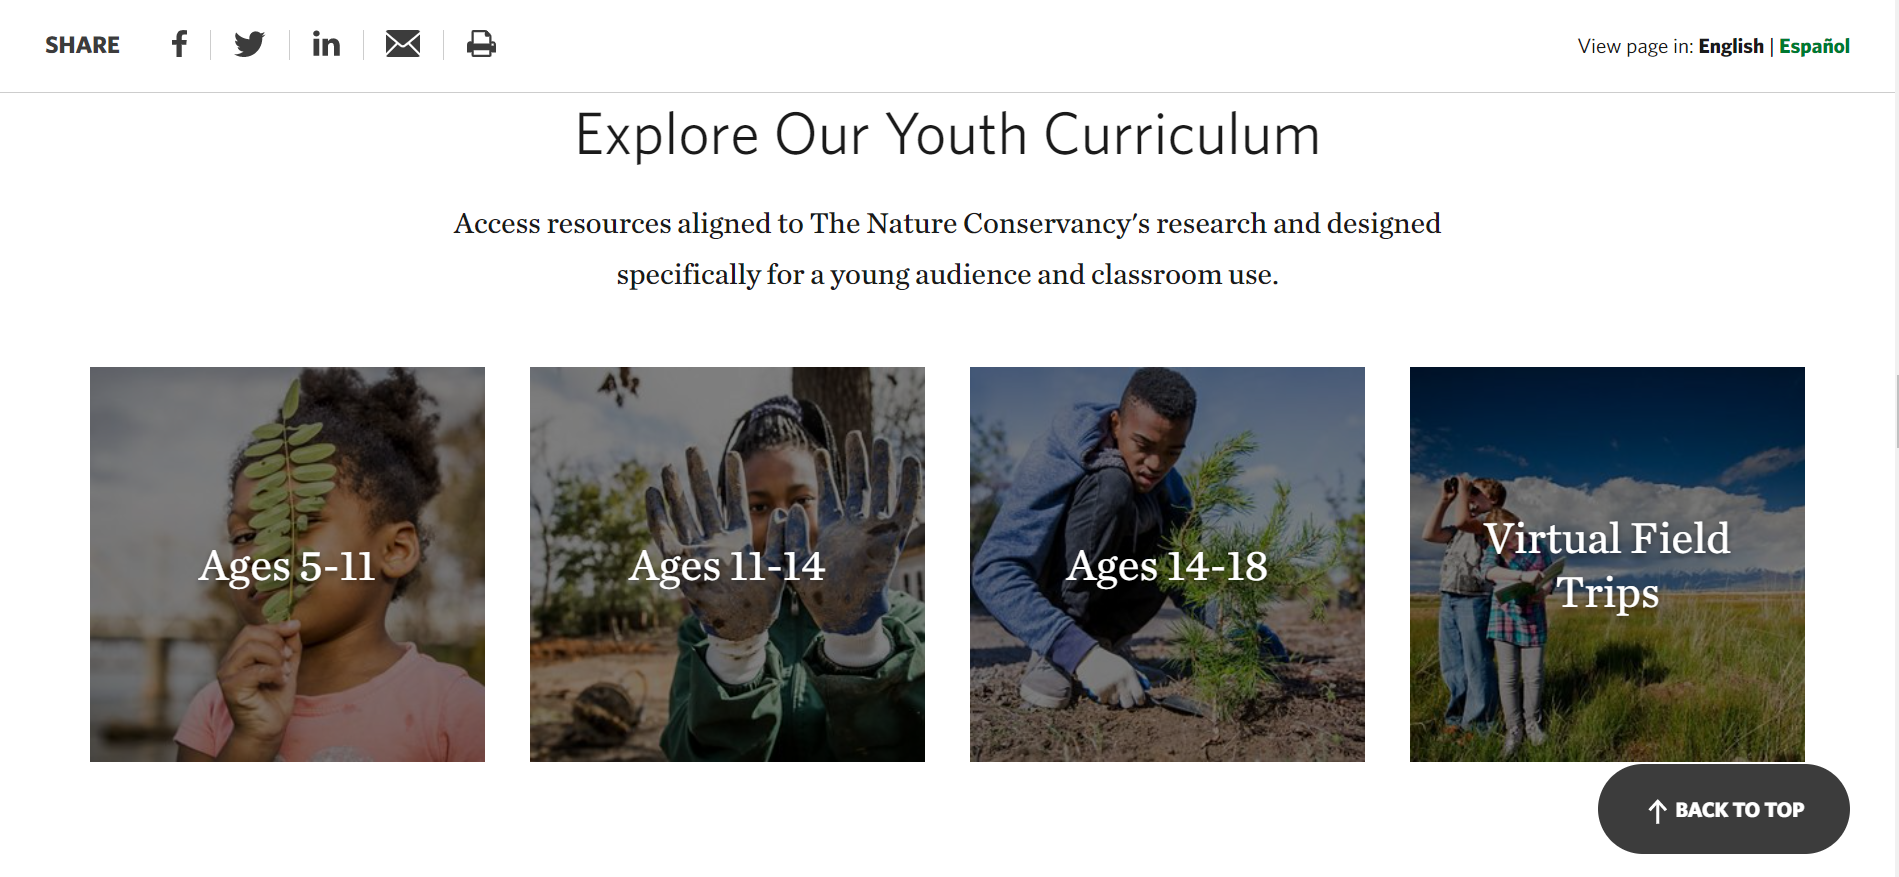 SHARE
View page in: English | Español
Explore Our Youth Curriculum
Access resources aligned to The Nature Conservancy's research and designed
specifically for a young audience and classroom use.
Ages 5-11
Ages 11-14
Ages 14-18
Virtual Field
Trips
BACK TO TOP